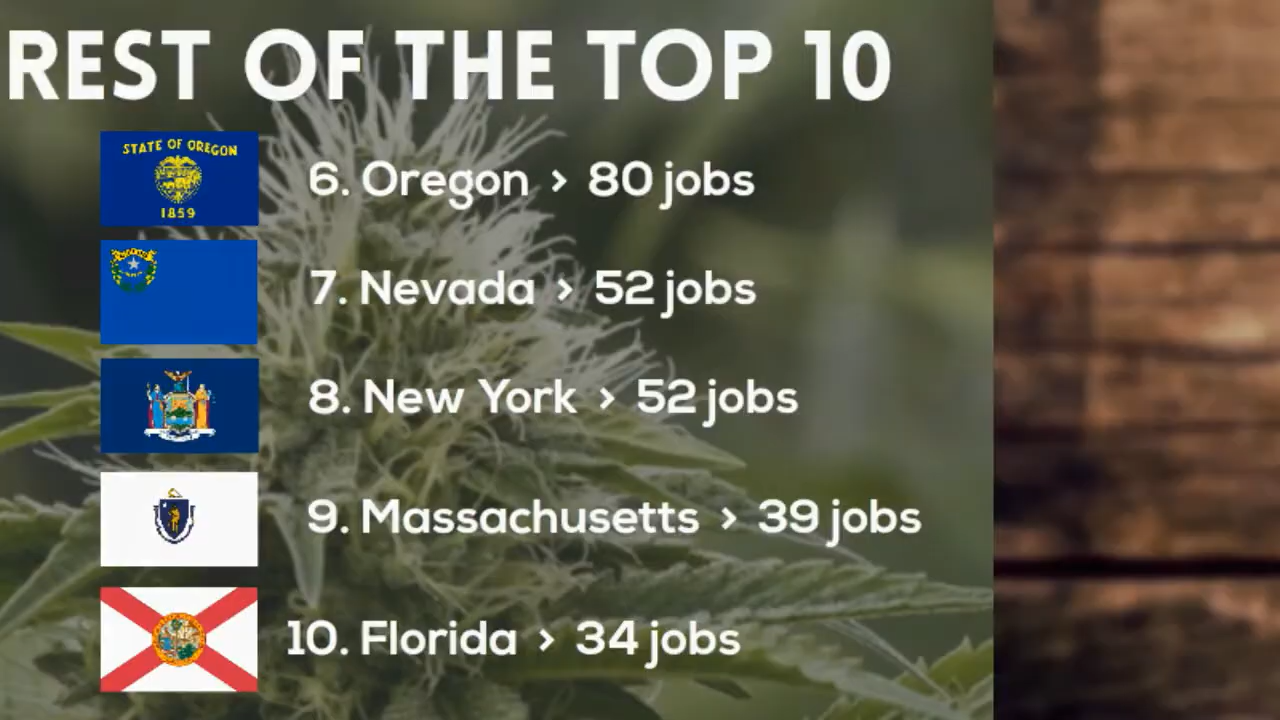 REST OF THE TOP 10
STATE OF OREGON
1859
6. Oregon > 80 jobs
7. Nevada > 52 jobs
8. New York > 52 jobs
9. Massachusetts > 39 jobs
10. Florida > 34 jobs